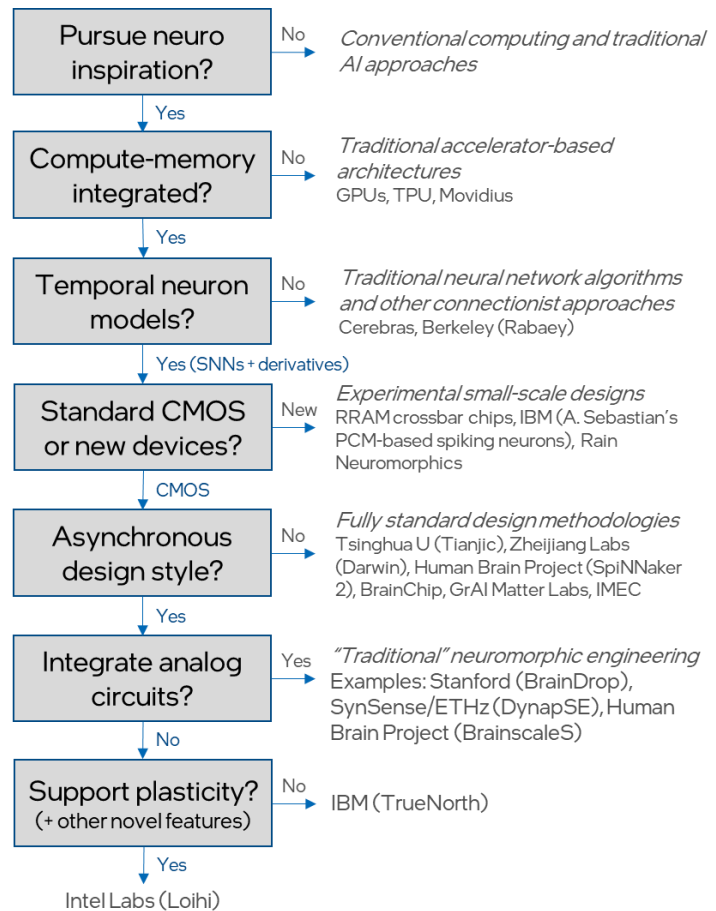 Pursue neuro
inspiration?
No
Conventional computing and traditional
AI approaches
Yes
Compute-memory
integrated?
No
Traditional accelerator-based
architectures
GPUs, TPU, Movidius
Yes
Temporal neuron
models?
No
Traditional neural network algorithms
and other connectionist approaches
Cerebras, Berkeley (Rabaey)
Yes (SNNs + derivatives)
Standard CMOS
or new devices?
New
Experimental small-scale designs
RRAM crossbar chips, IBM (A. Sebastian's
PCM-based spiking neurons), Rain
Neuromorphics
CMOS
Asynchronous
design style?
No
Fully standard design methodologies
Tsinghua U (Tianjic), Zheijiang Labs
(Darwin), Human Brain Project (SpiNNaker
2), BrainChip, GrAI Matter Labs, IMEC
Yes
Integrate analog
circuits?
Yes
"Traditional" neuromorphic engineering
Examples: Stanford (BrainDrop),
SynSense/ETHz (DynapSE), Human
Brain Project (BrainscaleS)
No
Support plasticity?
(+ other novel features)
No
IBM (TrueNorth)
Yes
Intel Labs (Loihi)